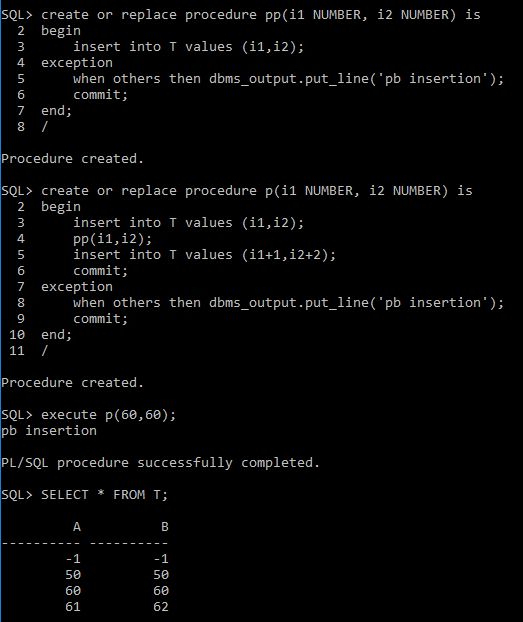 SQL> create or replace procedure pp(i1 NUMBER, i2 NUMBER) is
  2  begin
  3      insert into T values (i1,i2);
  4  exception
  5      when others then dbms_output.put_line('pb insertion');
  6      commit;
  7  end;
  8  /
Procedure created.
SQL> create or replace procedure p(i1 NUMBER, i2 NUMBER) is
  2  begin
  3      insert into T values (i1,i2);
  4      pp(i1,i2);
  5      insert into T values (i1+1,i2+2);
  6      commit;
  7  exception
  8      when others then dbms_output.put_line('pb insertion');
  9      commit;
 10  end;
 11  /
Procedure created.
SQL> execute p(60,60);
pb insertion
PL/SQL procedure successfully completed.
SQL> SELECT * FROM T;
         A          B
---------- ----------
        -1         -1
        50         50
        60         60
        61         62